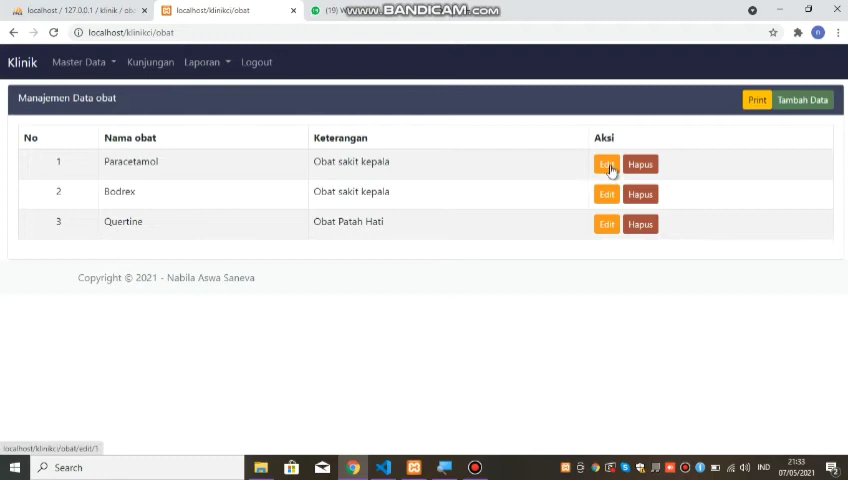 localhost / 127.0.0.1 / klinik / ob
localhost/klinikci/obat
(19) W
www.BANDICAM.com
localhost/klinikci/obat
n
Klinik
Master Data
Kunjungan
Laporan
Logout
Manajemen Data obat
Print
Tambah Data
No
Nama obat
Keterangan
Aksi
1
Paracetamol
Obat sakit kepala
Edit
Hapus
2
Bodrex
Obat sakit kepala
Edit
Hapus
3
Quertine
Obat Patah Hati
Edit
Hapus
Copyright © 2021 - Nabila Aswa Saneva
localhost/klinikci/obat/edit/1
Search
IND
21:33
07/05/2021
2